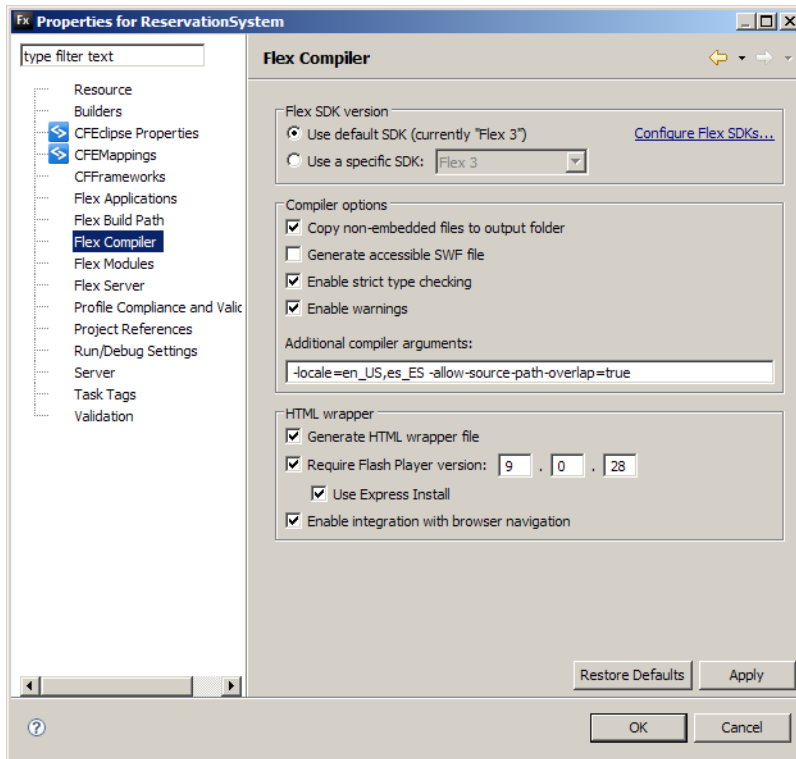 Fx Properties for ReservationSystem
type filter text
Resource
Builders
CFEclipse Properties
CFEMappings
CFFrameworks
Flex Applications
Flex Build Path
Flex Compiler
Flex Modules
Flex Server
Profile Compliance and Valic
Project References
Run/Debug Settings
Server
Task Tags
Validation
Flex Compiler
Flex SDK version
Use default SDK (currently "Flex 3") Configure Flex SDKs...
Use a specific SDK: Flex 3
Compiler options
Copy non-embedded files to output folder
Generate accessible SWF file
Enable strict type checking
Enable warnings
Additional compiler arguments:
-locale=en_US,es_ES -allow-source-path-overlap=true
HTML wrapper
Generate HTML wrapper file
Require Flash Player version: 9 . 0 . 28
Use Express Install
Enable integration with browser navigation
Restore Defaults Apply
? OK Cancel